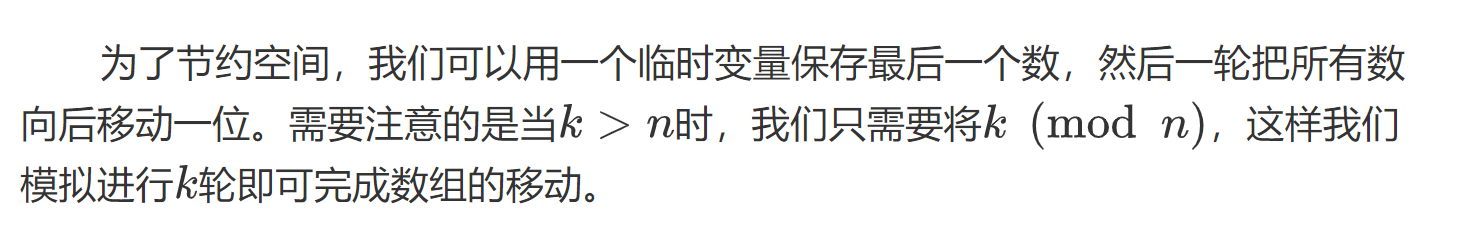 为了节约空间，我们可以用一个临时变量保存最后一个数，然后一轮把所有数
向后移动一位。需要注意的是当k > n时，我们只需要将k (mod n)，这样我们
模拟进行k轮即可完成数组的移动。